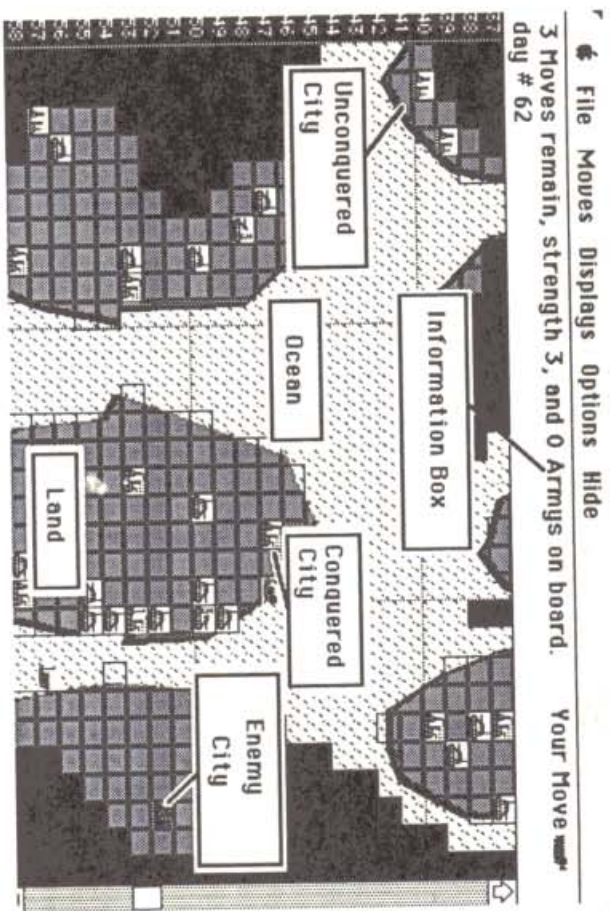 File Moves Displays Options Hide
3 Moves remain, strength 3, and 0 Armys on board. Your Move
day # 62
Information Box
Unconquered
City
Ocean
Conquered
City
Land
Enemy
City